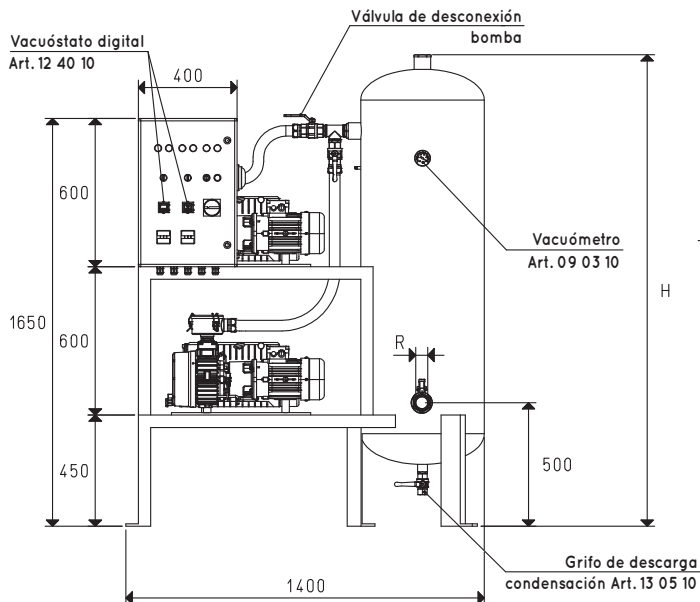 Válvula de desconexión
bomba
Vacuóstato digital
Art. 12 40 10
400
600
Vacuómetro
Art. 09 03 10
H
1650
600
R
450
500
Grifo de descarga
condensación Art. 13 05 10
1400